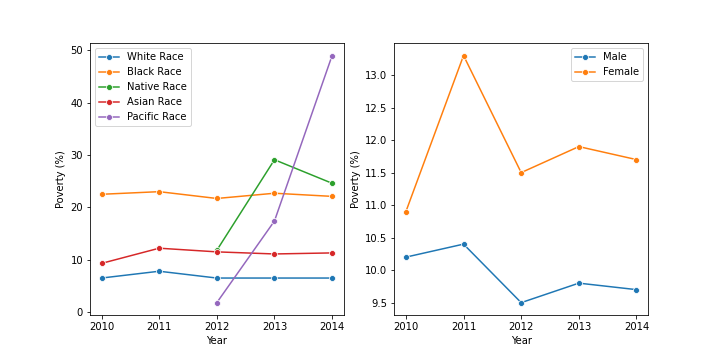 White Race
Black Race
Native Race
Asian Race
Pacific Race
50
40
30
20
10
0
Poverty (%)
2010 2011 2012 2013 2014
Year
Male
Female
13.0
12.5
12.0
11.5
11.0
10.5
10.0
9.5
Poverty (%)
2010 2011 2012 2013 2014
Year